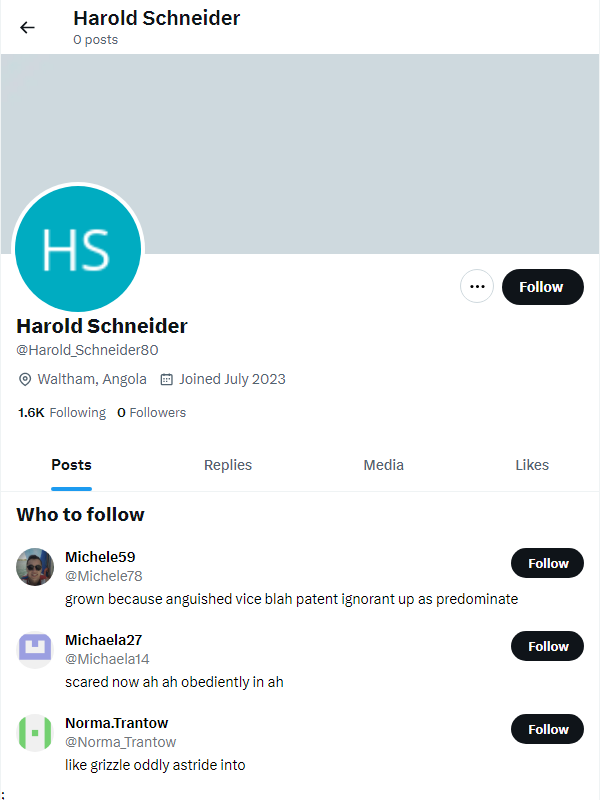 Harold Schneider
0 posts
HS
Follow
Harold Schneider
@Harold_Schneider80
Waltham, Angola Joined July 2023
1.6K Following 0 Followers
Posts Replies Media Likes
Who to follow
Michele59
@Michele78
Follow
grown because anguished vice blah patent ignorant up as predominate
Michaela27
@Michaela14
Follow
scared now ah ah obediently in ah
Norma.Trantow
@Norma_Trantow
Follow
like grizzle oddly astride into
;